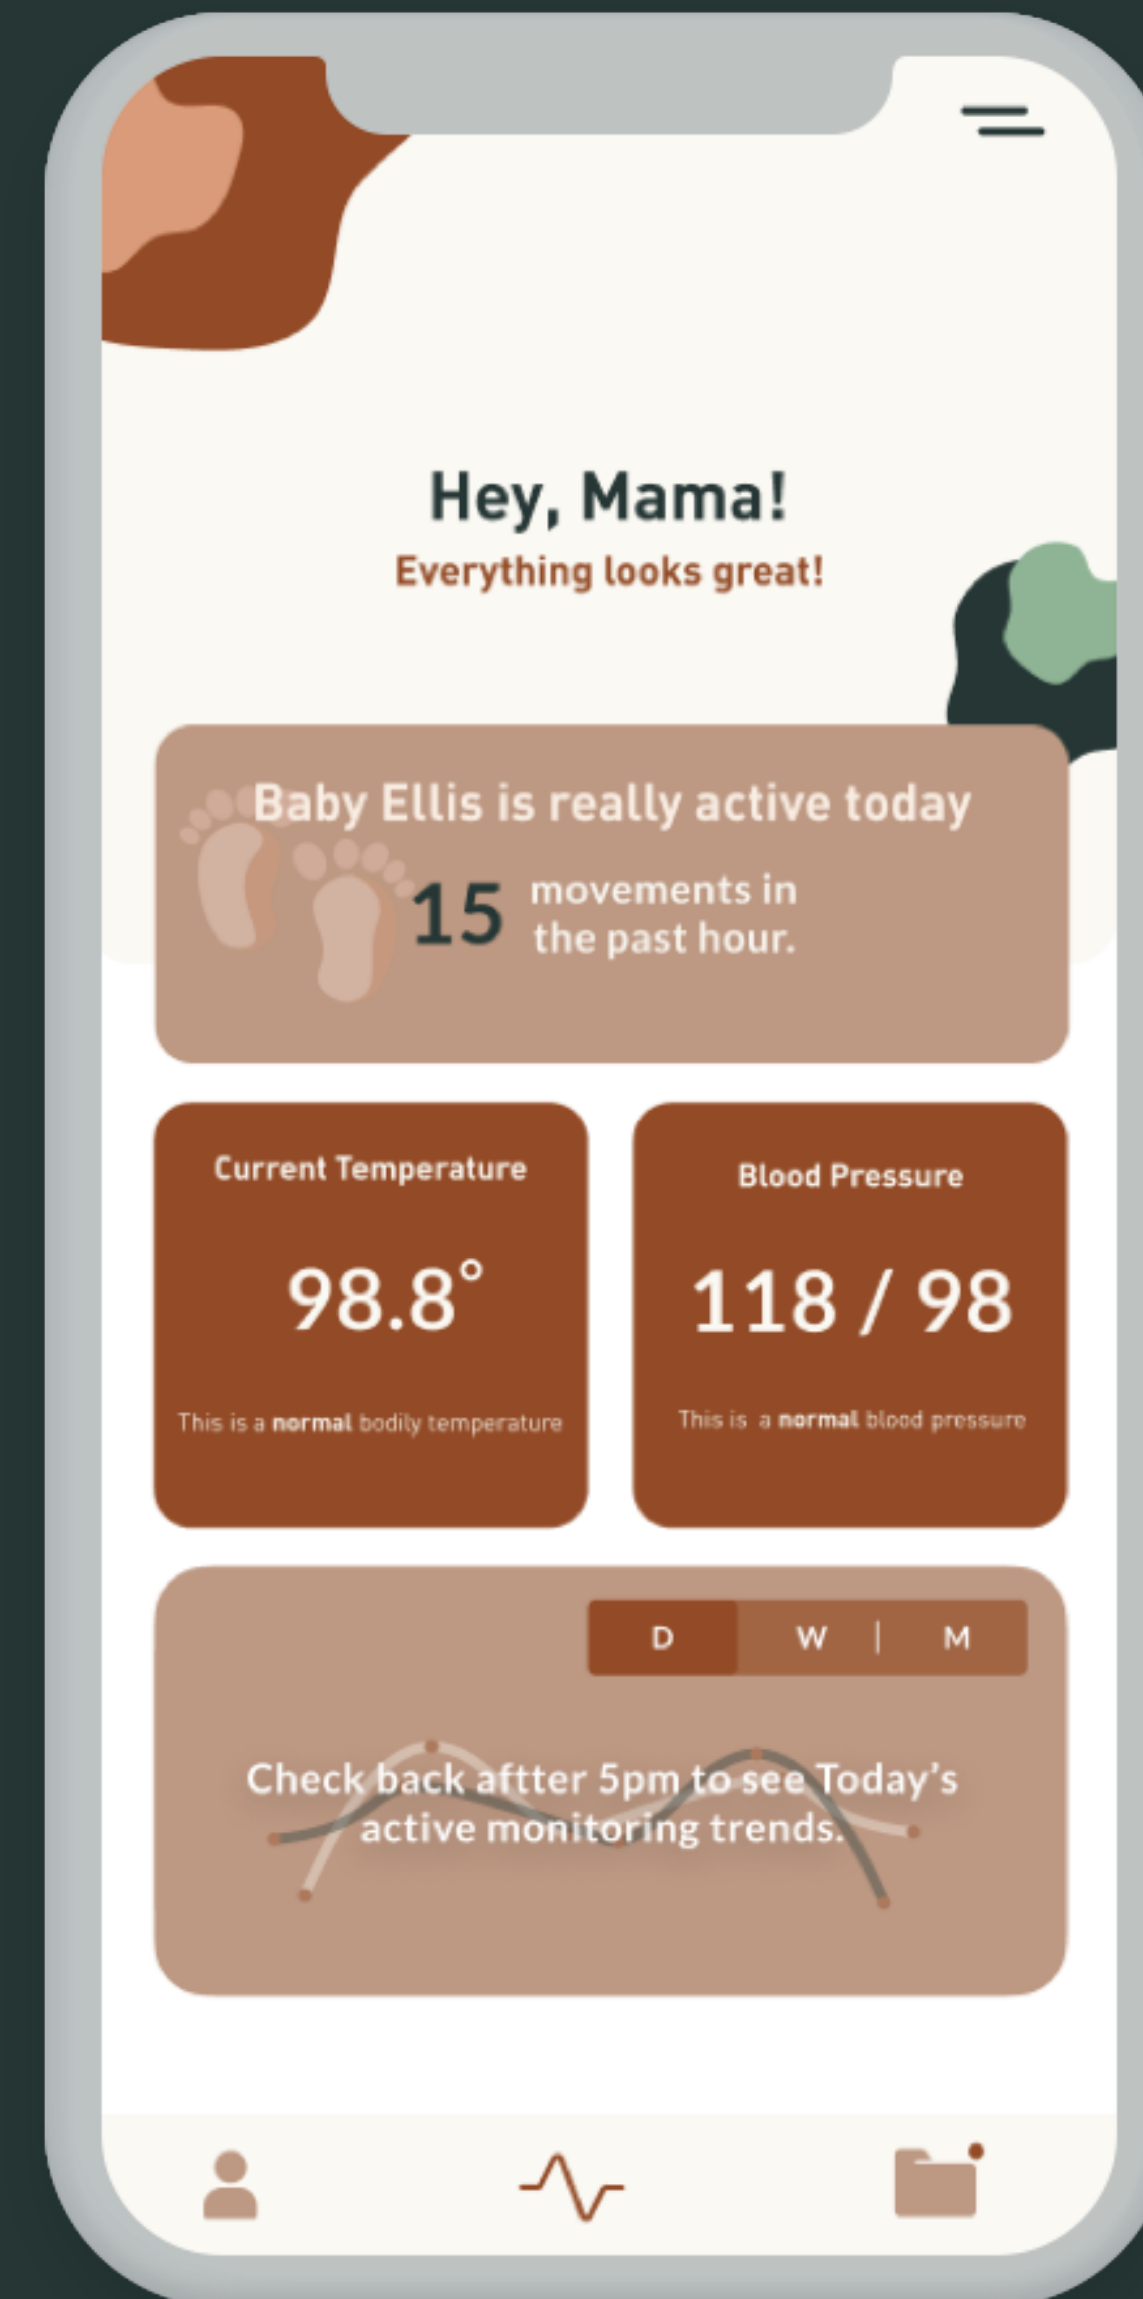 Hey, Mama!
Everything looks great!
Baby Ellis is really active today
15 movements in
the past hour.
Current Temperature
98.8°
This is a normal bodily temperature
Blood Pressure
118 / 98
This is a normal blood pressure
D W | M
Check back aftter 5pm to see Today's
active monitoring trends.